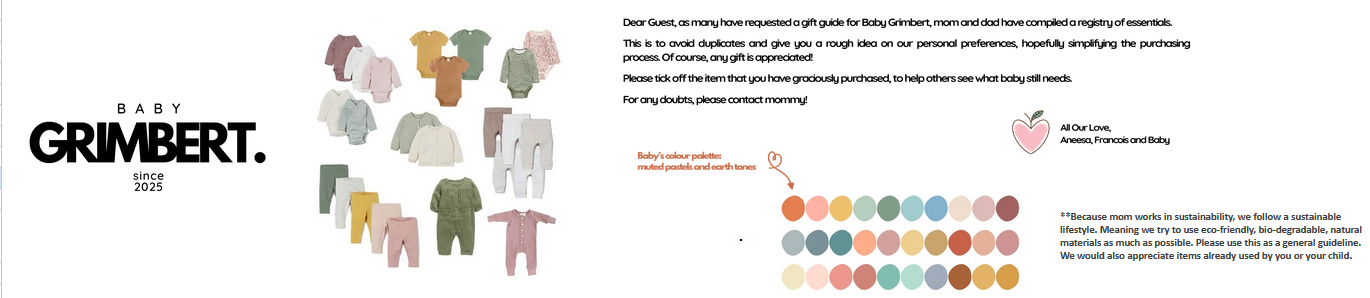 BABY
GRIMBERT.
since
2025
Dear Guest, as many have requested a gift guide for Baby Grimbert, mom and dad have compiled a registry of essentials.
This is to avoid duplicates and give you a rough idea on our personal preferences, hopefully simplifying the purchasing
process. Of course, any gift is appreciated!
Please tick off the item that you have graciously purchased, to help others see what baby still needs.
For any doubts, please contact mommy!
All Our Love,
Aneesa, Francois and Baby
Baby's colour palette:
muted pastels and earth tones
**Because mom works in sustainability, we follow a sustainable
lifestyle. Meaning we try to use eco-friendly, bio-degradable, natural
materials as much as possible. Please use this as a general guideline.
We would also appreciate items already used by you or your child.